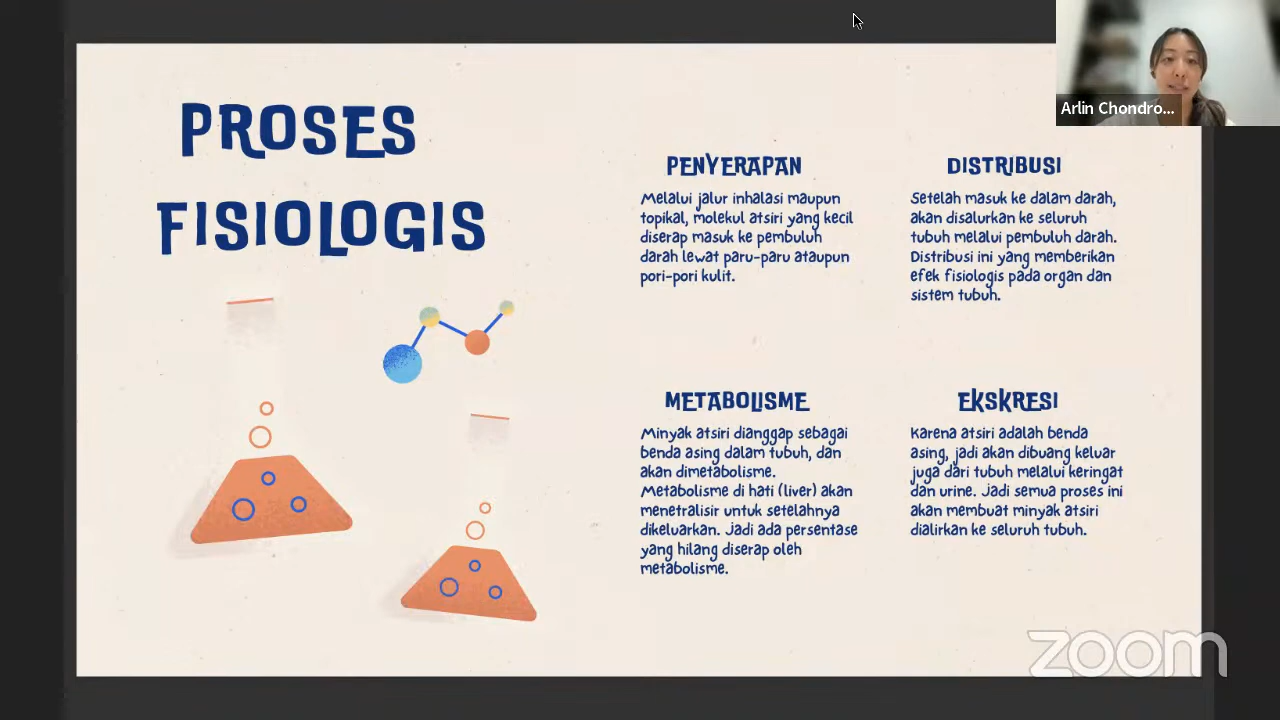 Arlin Chondro...
PROSES
FISIOLOGIS
PENYERAPAN
Melalui jalur inhalasi maupun
topikal, molekul atsiri yang kecil
diserap masuk ke pembuluh
darah lewat paru-paru ataupun
pori-pori kulit.
DISTRIBUSI
Setelah masuk ke dalam darah,
akan disalurkan ke seluruh
tubuh melalui pembuluh darah.
Distribusi ini yang memberikan
efek fisiologis pada organ dan
sistem tubuh.
METABOLISME
Minyak atsiri dianggap sebagai
benda asing dalam tubuh, dan
akan dimetabolisme.
Metabolisme di hati (liver) akan
menetralisir untuk setelahnya
dikeluarkan. Jadi ada persentase
yang hilang diserap oleh
metabolisme.
EKSKRESI
Karena atsiri adalah benda
asing, jadi akan dibuang keluar
juga dari tubuh melalui keringat
dan urine. Jadi semua proses ini
akan membuat minyak atsiri
dialirkan ke seluruh tubuh.
zoom